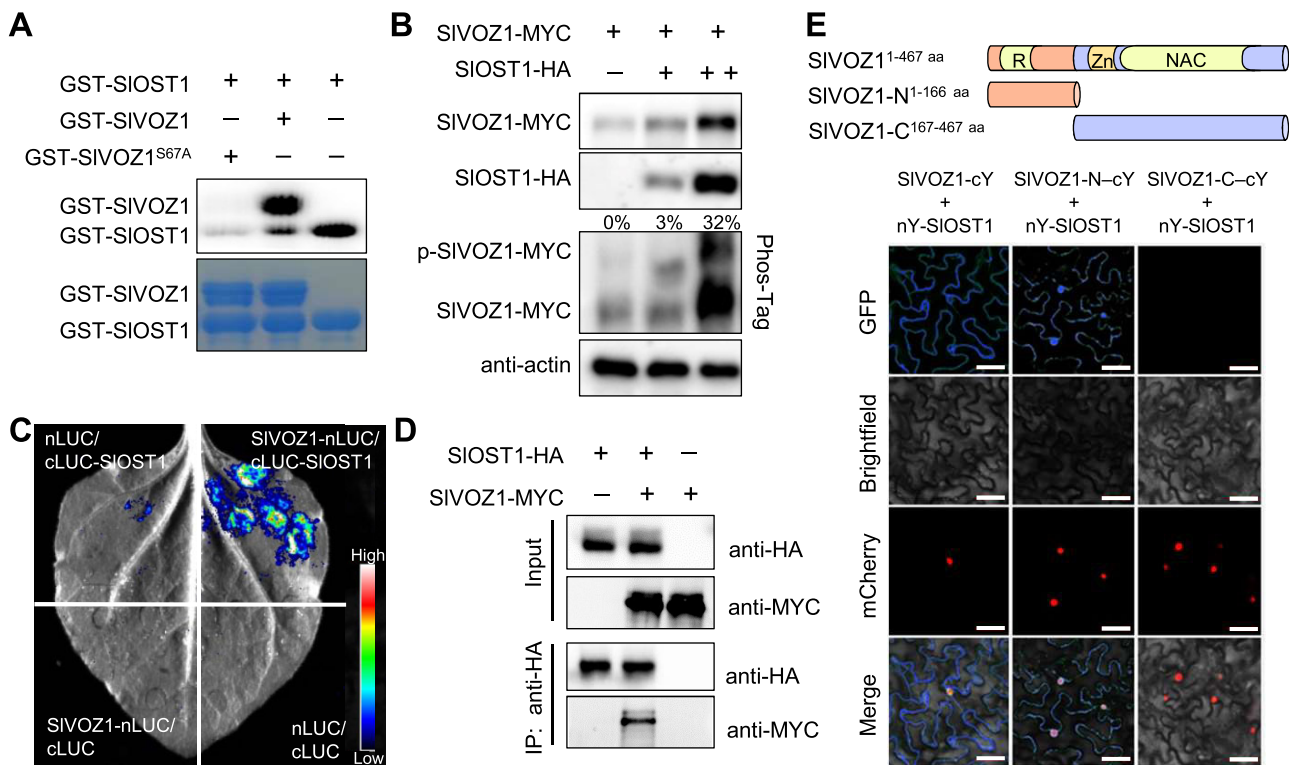 A
GST-SlOST1 + + +
GST-SlVOZ1 — + —
GST-SlVOZ1S67A + — —
GST-SlVOZ1
GST-SlOST1
GST-SlVOZ1
GST-SlOST1
B
SlVOZ1-MYC + + +
SlOST1-HA — + + +
SlVOZ1-MYC
SlOST1-HA
0% 3% 32%
p-SlVOZ1-MYC
SlVOZ1-MYC
Phos-Tag
anti-actin
C
nLUC/
cLUC-SlOST1
SlVOZ1-nLUC/
cLUC-SlOST1
SlVOZ1-nLUC/
cLUC
nLUC/
cLUC
High
Low
D
SlOST1-HA + + —
SlVOZ1-MYC — + +
Input
anti-HA
anti-MYC
IP: anti-HA
anti-HA
anti-MYC
E
SlVOZ1 1-467 aa
R Zn NAC
SlVOZ1-N 1-166 aa
SlVOZ1-C 167-467 aa
SlVOZ1-cY SlVOZ1-N–cY SlVOZ1-C–cY
+ + +
nY-SlOST1 nY-SlOST1 nY-SlOST1
GFP
Brightfield
mCherry
Merge